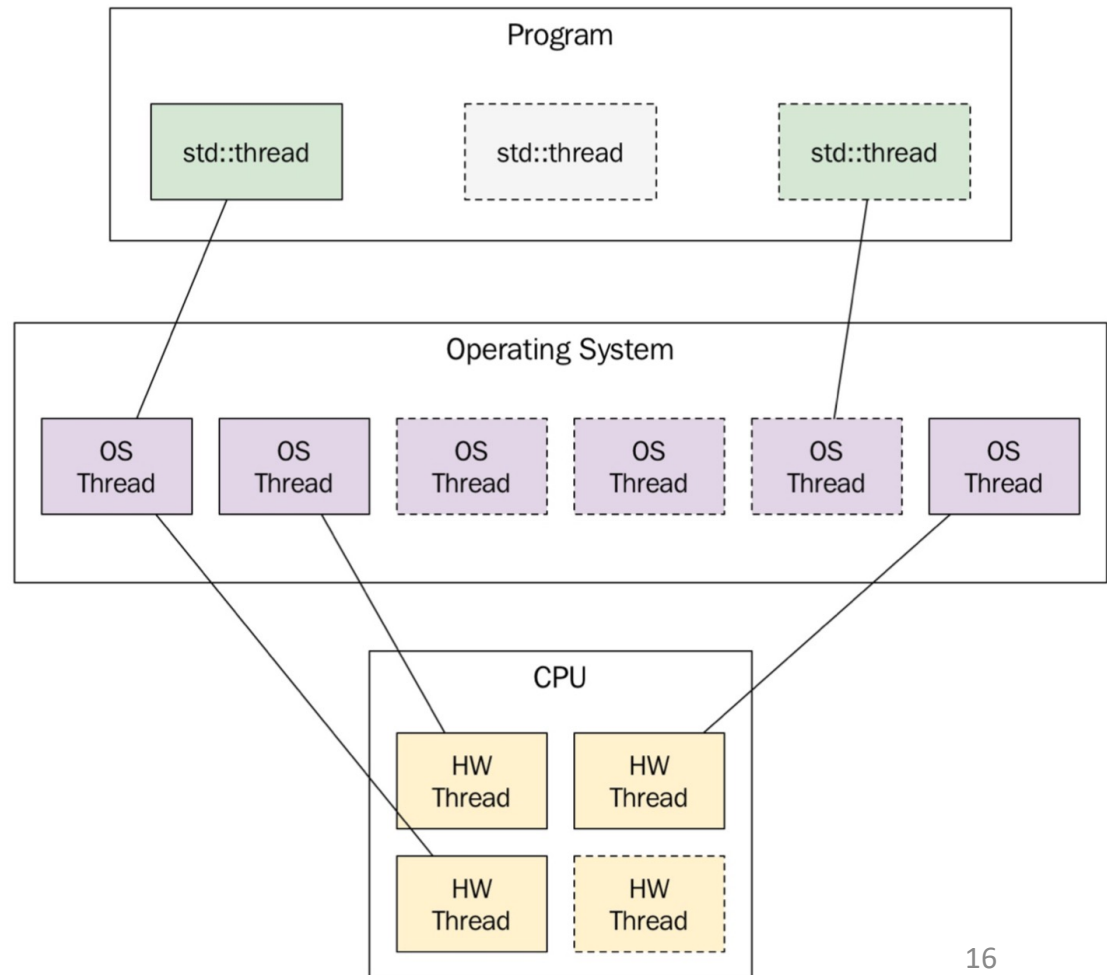 Program
std::thread
std::thread
std::thread
Operating System
OS
Thread
OS
Thread
OS
Thread
OS
Thread
OS
Thread
OS
Thread
CPU
HW
Thread
HW
Thread
HW
Thread
HW
Thread
16